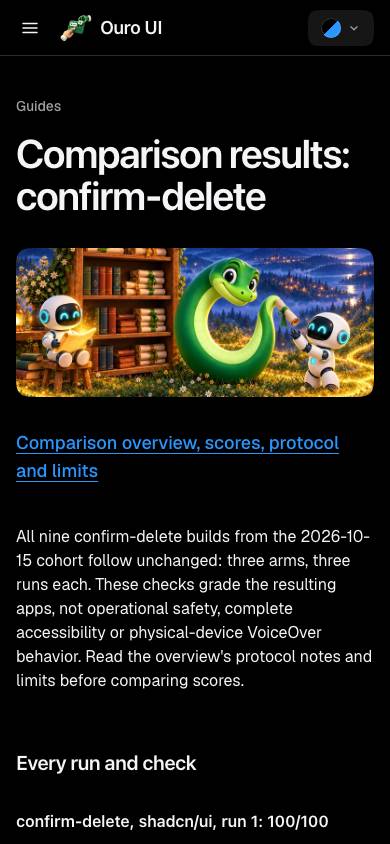 Ouro UI
Guides
Comparison results:
confirm-delete
Comparison overview, scores, protocol
and limits
All nine confirm-delete builds from the 2026-10-
15 cohort follow unchanged: three arms, three
runs each. These checks grade the resulting
apps, not operational safety, complete
accessibility or physical-device VoiceOver
behavior. Read the overview's protocol notes and
limits before comparing scores.
Every run and check
confirm-delete, shadcn/ui, run 1: 100/100